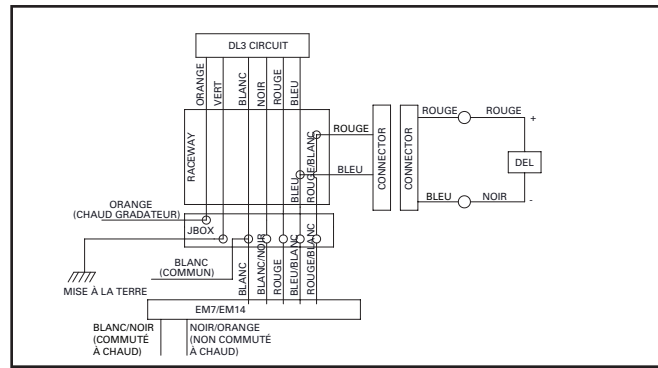 DL3 CIRCUIT
ORANGE
VERT
BLANC
NOIR
ROUGE
BLEU
RACEWAY
ROUGE
BLEU
BLEU
ROUGE/BLANC
CONNECTOR
CONNECTOR
ROUGE
ROUGE
+
DEL
BLEU
NOIR
-
ORANGE
(CHAUD GRADATEUR)
JBOX
BLANC
(COMMUN)
MISE À LA TERRE
BLANC
BLANC/NOIR
ROUGE
BLEU/BLANC
ROUGE/BLANC
EM7/EM14
BLANC/NOIR
(COMMUTÉ
À CHAUD)
NOIR/ORANGE
(NON COMMUTÉ
À CHAUD)